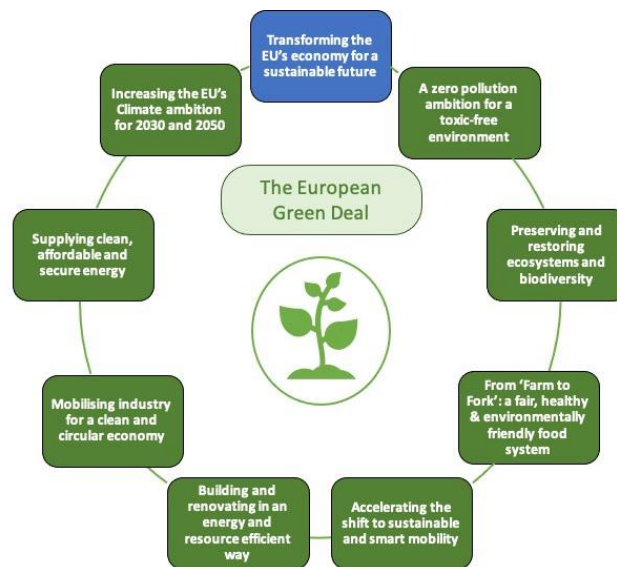 Transforming the
EU's economy for a
sustainable future
A zero pollution
ambition for a
toxic-free
environment
Preserving and
restoring
ecosystems and
biodiversity
From ‘Farm to
Fork’: a fair, healthy
& environmentally
friendly food
system
Accelerating the
shift to sustainable
and smart mobility
Building and
renovating in an
energy and
resource efficient
way
Mobilising industry
for a clean and
circular economy
Supplying clean,
affordable and
secure energy
Increasing the EU's
Climate ambition
for 2030 and 2050
The European
Green Deal